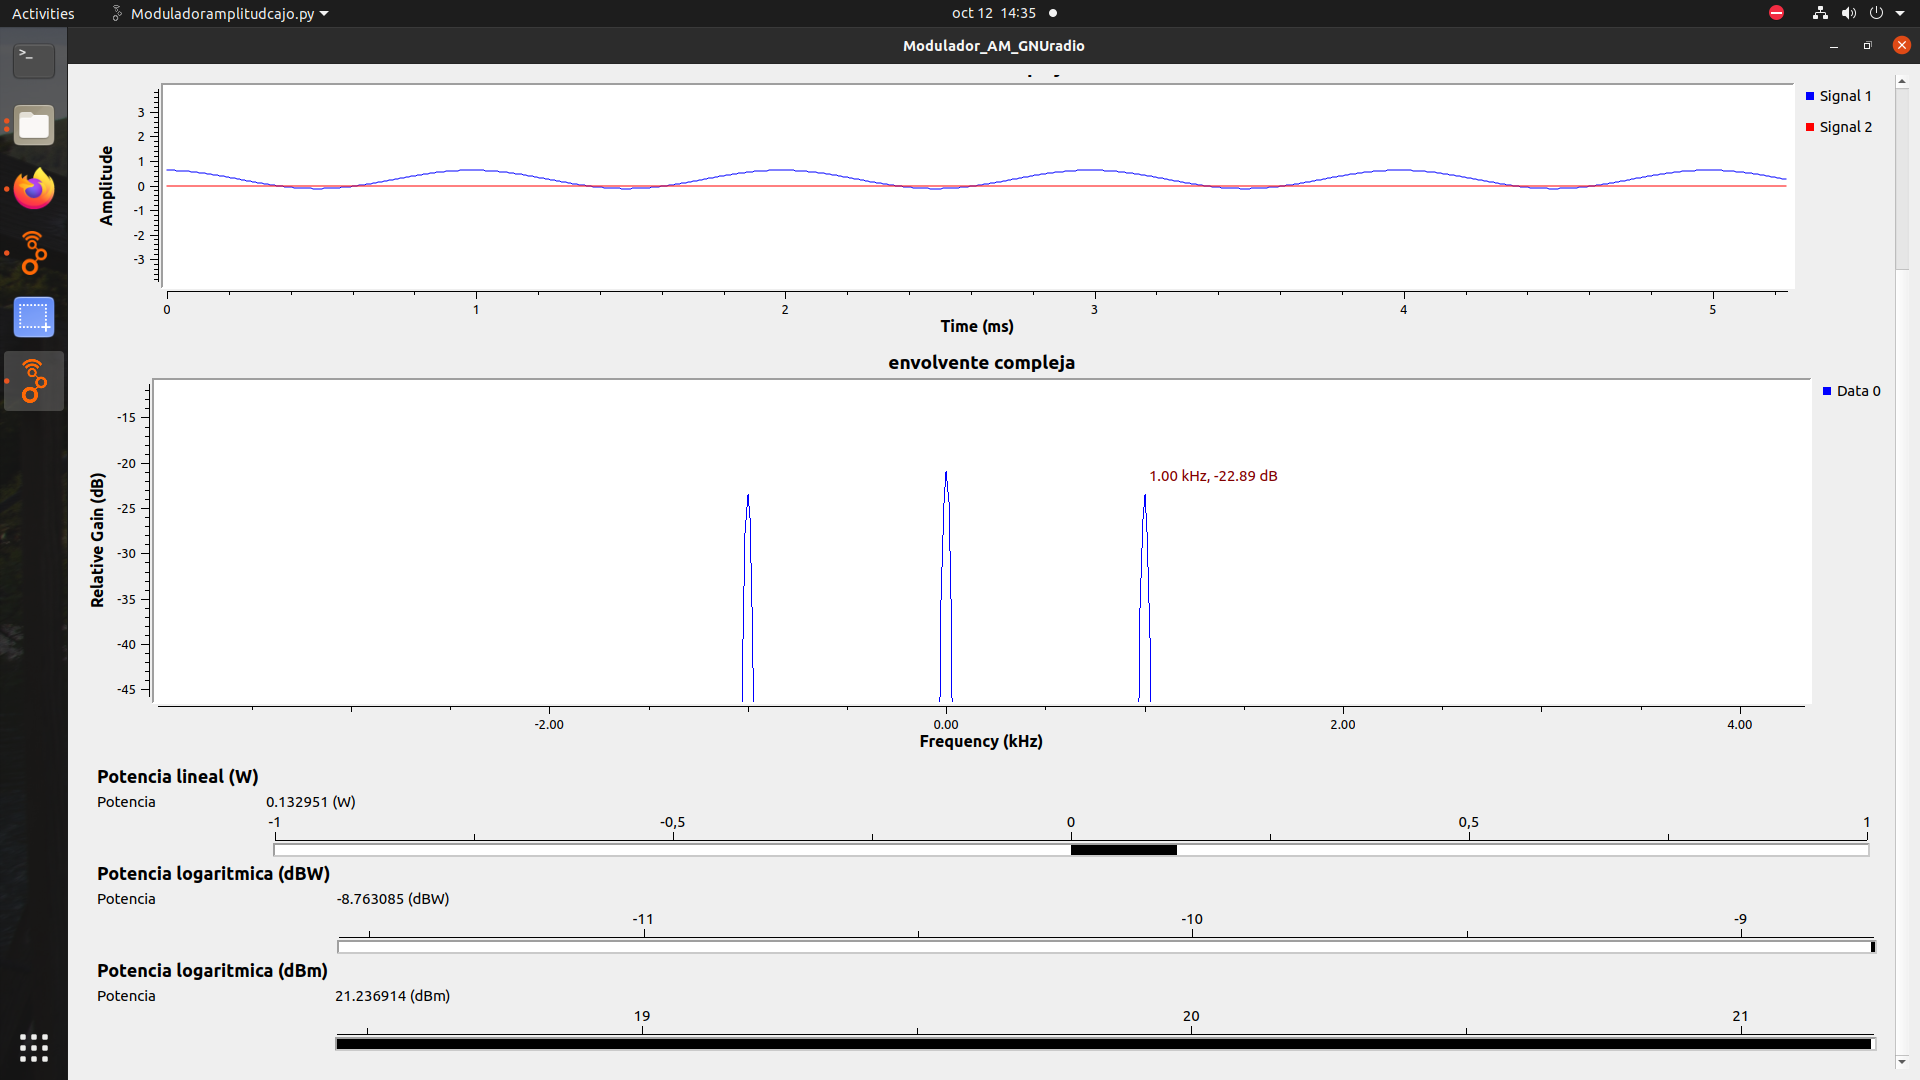 Activities
Moduladoramplitudcajo.py
oct 12 14:35
Modulador_AM_GNUradio
Signal 1
Signal 2
Amplitude
3
2
1
0
-1
-2
-3
0 1 2 3 4 5
Time (ms)
envolvente compleja
Data 0
Relative Gain (dB)
-15
-20
-25
-30
-35
-40
-45
1.00 kHz, -22.89 dB
-2.00 0.00 2.00 4.00
Frequency (kHz)
Potencia lineal (W)
Potencia 0.132951 (W)
-1 -0,5 0 0,5 1
Potencia logaritmica (dBW)
Potencia -8.763085 (dBW)
-11 -10 -9
Potencia logaritmica (dBm)
Potencia 21.236914 (dBm)
19 20 21